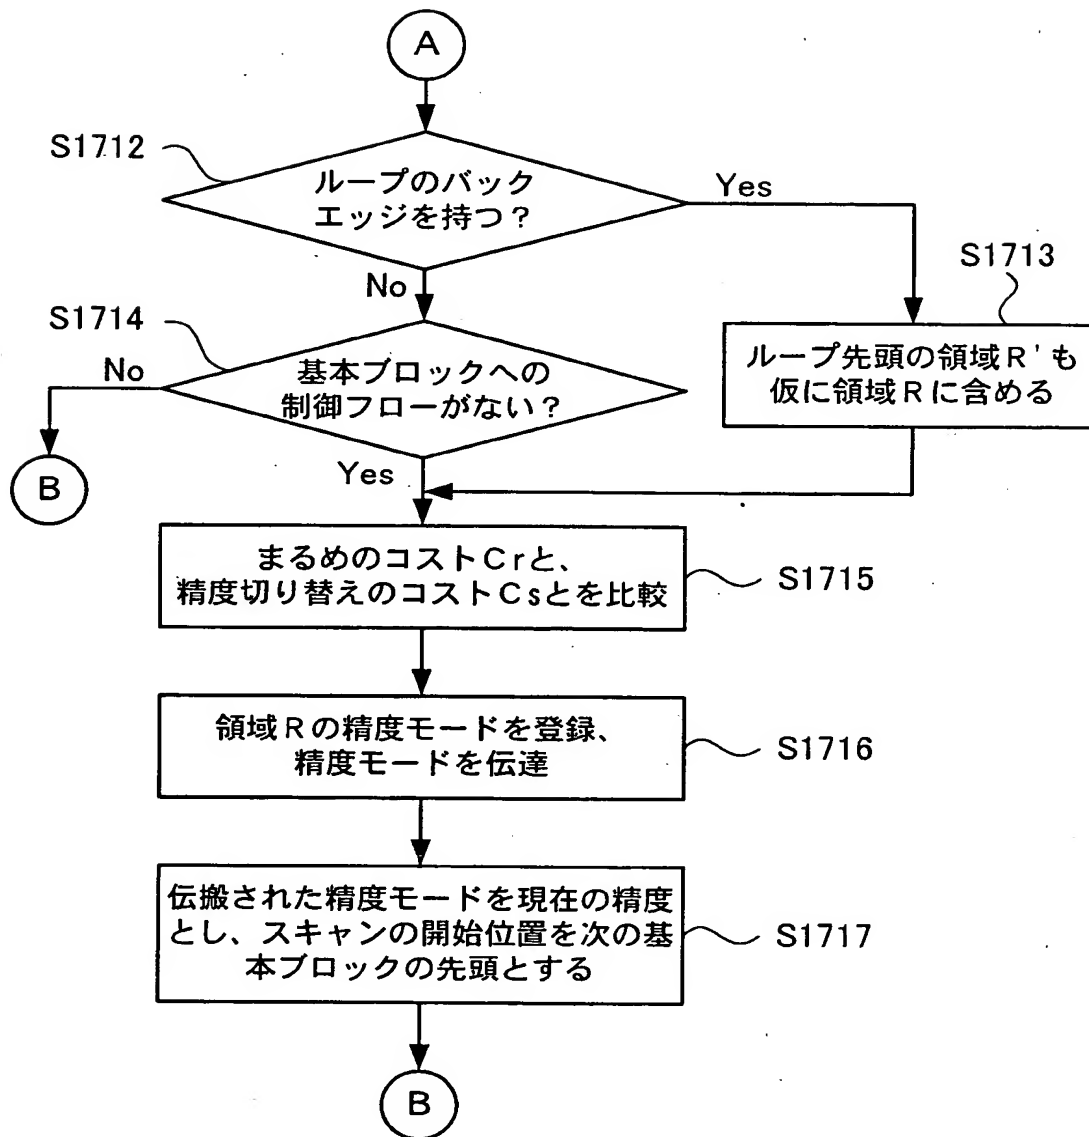 A
S1712
ループのバック
エッジを持つ？
Yes
No
S1713
ループ先頭の領域R'も
仮に領域Rに含める
S1714
基本ブロックへの
制御フローがない？
No
B
Yes
まるめのコストCrと、
精度切り替えのコストCsとを比較
S1715
領域Rの精度モードを登録、
精度モードを伝達
S1716
伝搬された精度モードを現在の精度
とし、スキャンの開始位置を次の基
本ブロックの先頭とする
S1717
B